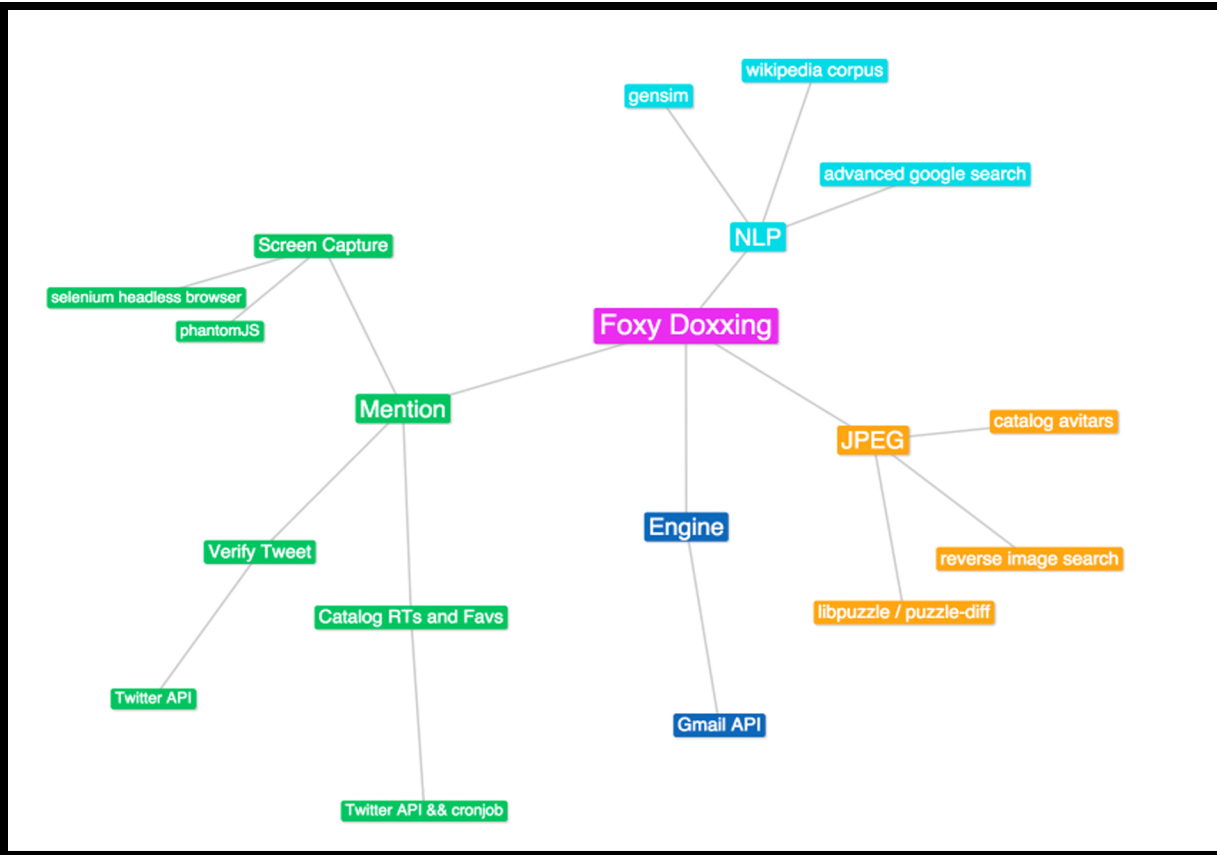 wikipedia corpus
gensim
advanced google search
NLP
Screen Capture
selenium headless browser
phantomJS
Foxy Doxxing
Mention
catalog avitars
JPEG
Engine
Verify Tweet
reverse image search
Catalog RTs and Favs
libpuzzle / puzzle-diff
Twitter API
Gmail API
Twitter API && cronjob